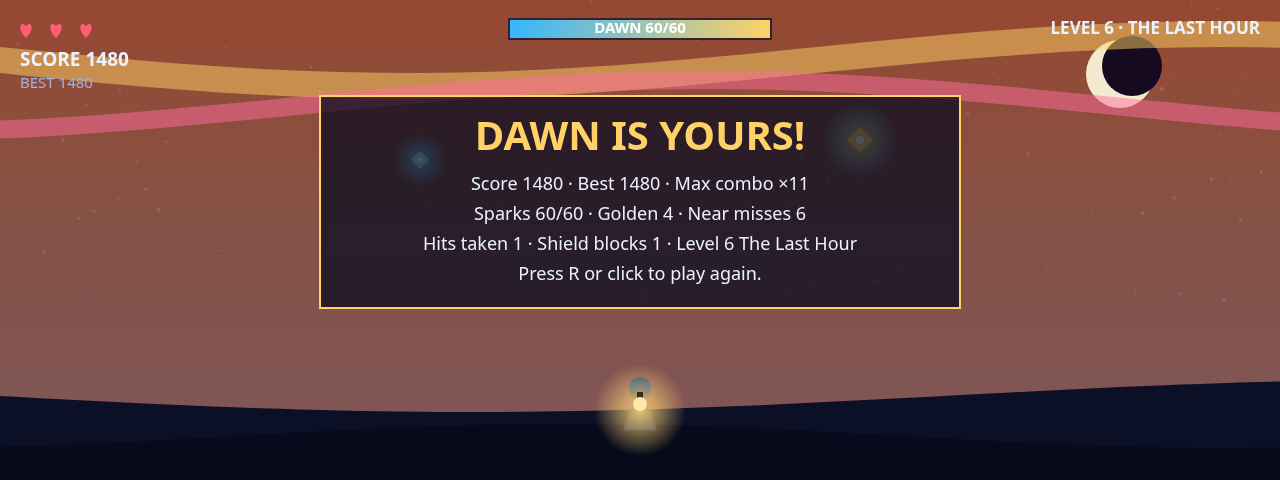 SCORE 1480
BEST 1480
DAWN 60/60
LEVEL 6 · THE LAST HOUR
DAWN IS YOURS!
Score 1480 · Best 1480 · Max combo ×11
Sparks 60/60 · Golden 4 · Near misses 6
Hits taken 1 · Shield blocks 1 · Level 6 The Last Hour
Press R or click to play again.